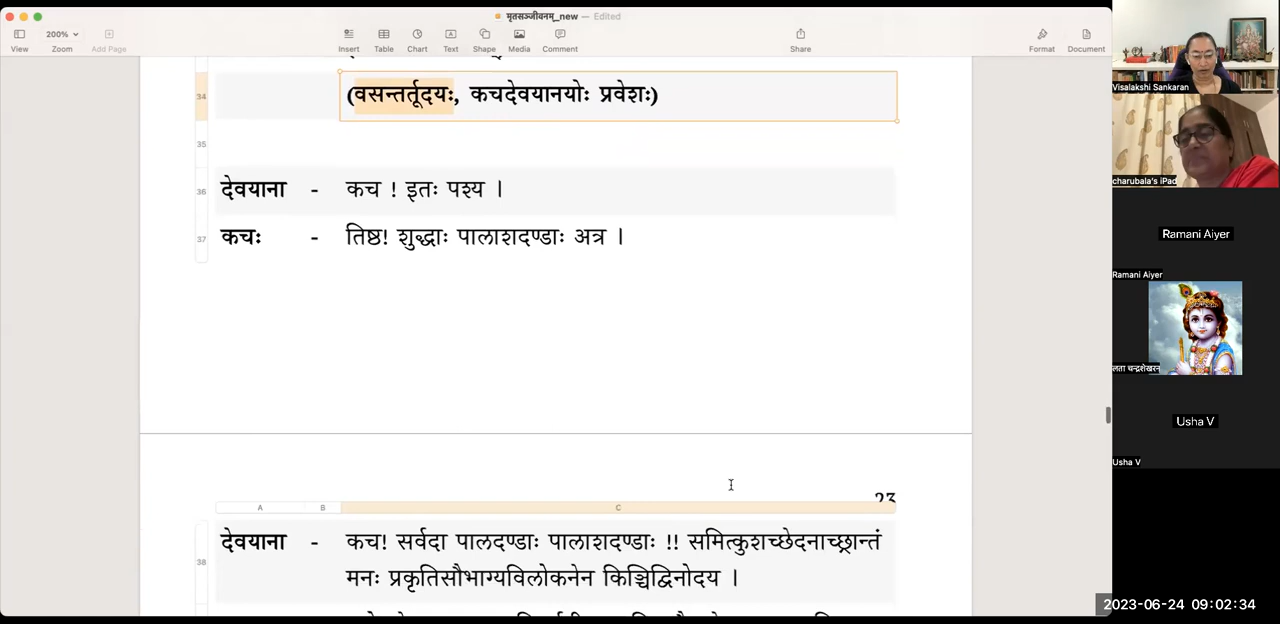 मृतसञ्जीवनम्_new — Edited
View
200%
Zoom
Add Page
Insert
Table
Chart
Text
Shape
Media
Comment
Share
Format
Document
34
(वसन्तर्तूदयः, कचदेवयानयोः प्रवेशः)
35
36
देवयाना - कच ! इतः पश्य ।
37
कचः - तिष्ठ! शुद्धाः पालाशदण्डाः अत्र ।
23
A B C
38
देवयाना - कच! सर्वदा पालदण्डाः पालाशदण्डाः !! समित्कुशच्छेदनाच्छ्रान्तं
मनः प्रकृतिसौभाग्यविलोकनेन किञ्चिद्विनोदय ।
Visalakshi Sankaran
charubala's iPad
Ramani Aiyer
Ramani Aiyer
लता चन्द्रशेखरन
Usha V
Usha V
2023-06-24 09:02:34